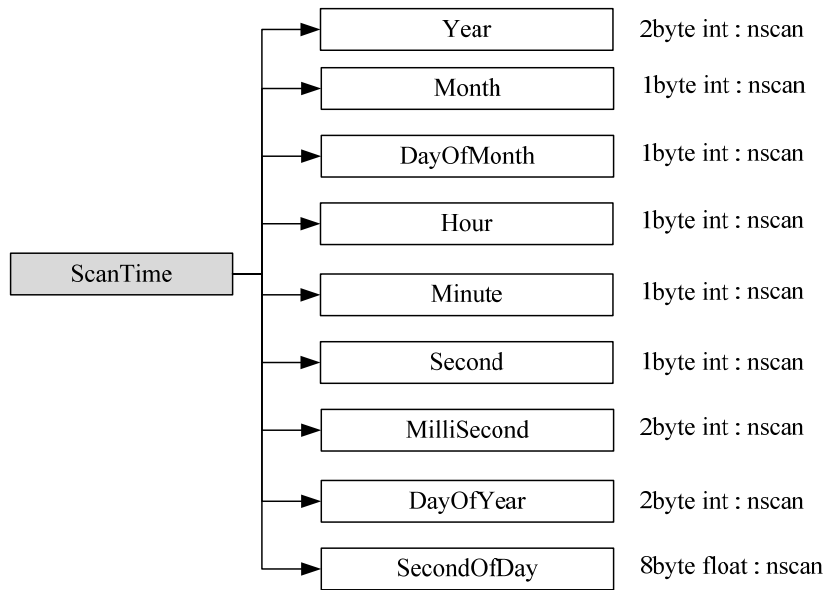 Year 2byte int : nscan
Month 1byte int : nscan
DayOfMonth 1byte int : nscan
Hour 1byte int : nscan
ScanTime
Minute 1byte int : nscan
Second 1byte int : nscan
MilliSecond 2byte int : nscan
DayOfYear 2byte int : nscan
SecondOfDay 8byte float : nscan